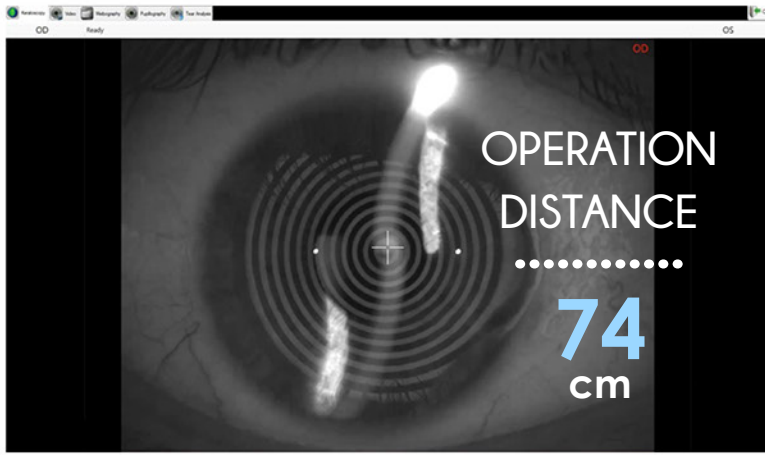 Keratoscopy Video Meibography Pupillography Tear Analysis
OD Ready OS
OD
OPERATION
DISTANCE
74
cm